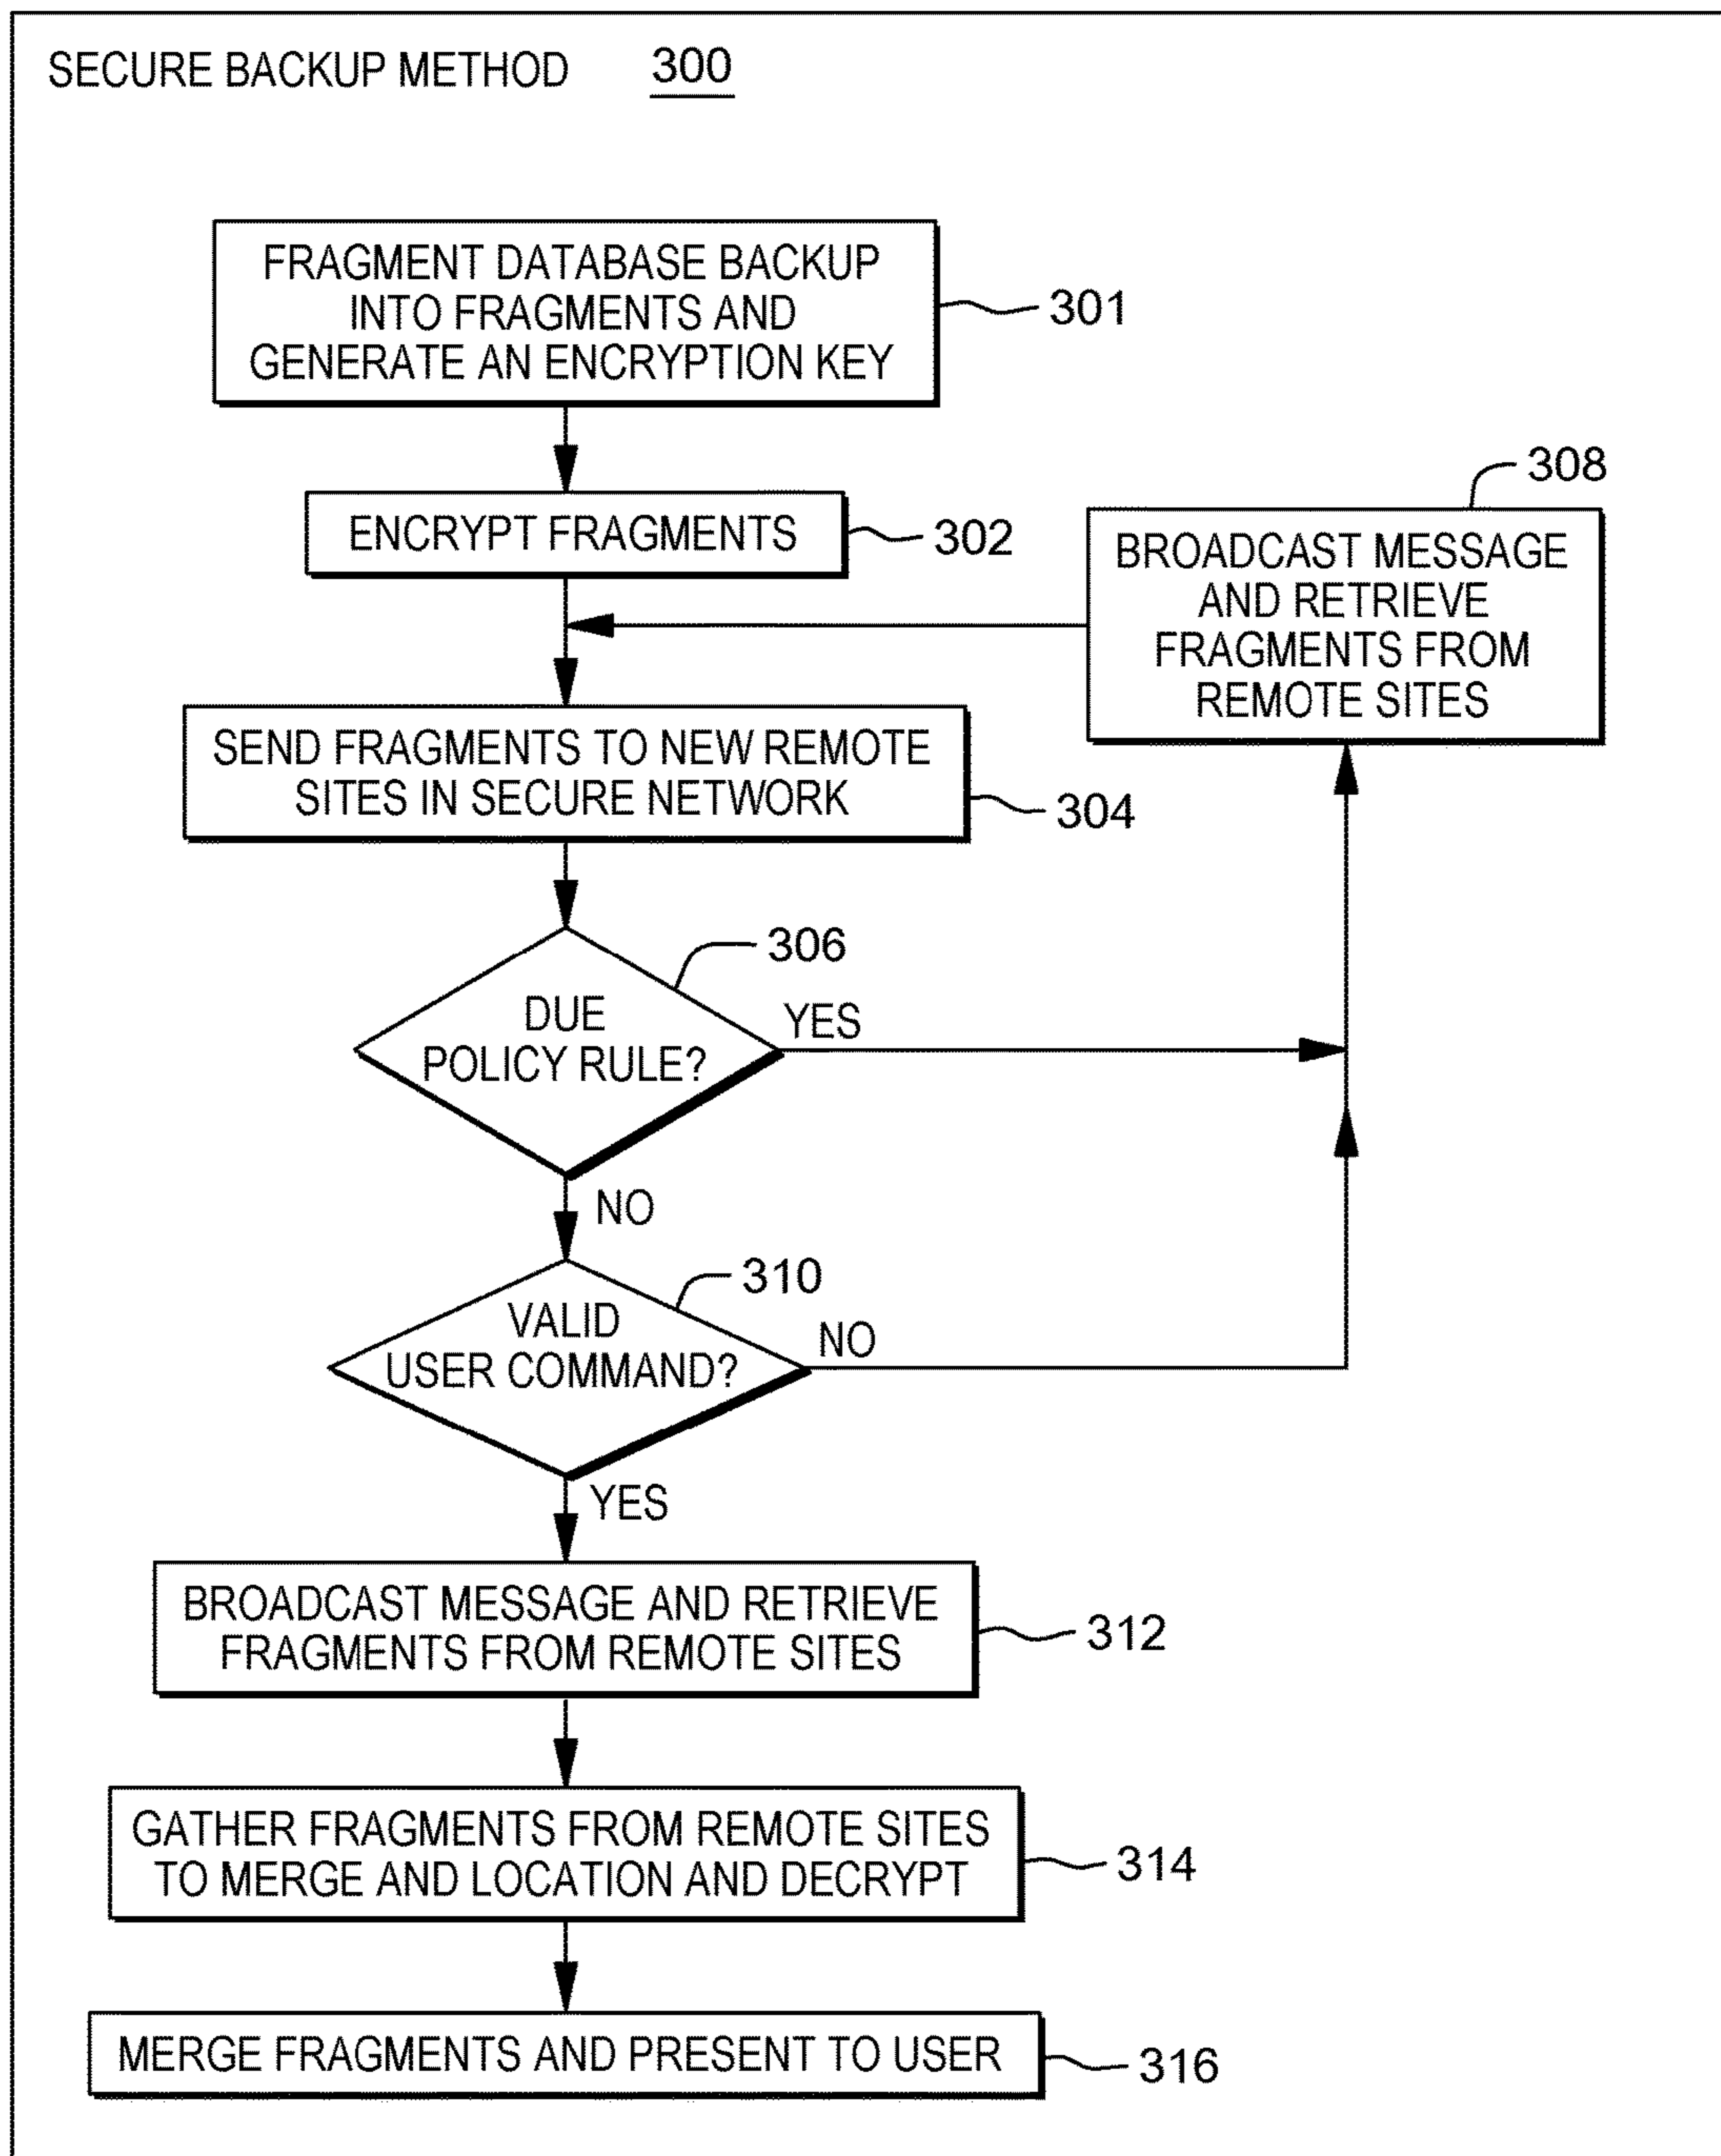 SECURE BACKUP METHOD 300
FRAGMENT DATABASE BACKUP
INTO FRAGMENTS AND
GENERATE AN ENCRYPTION KEY
301
ENCRYPT FRAGMENTS
302
308
BROADCAST MESSAGE
AND RETRIEVE
FRAGMENTS FROM
REMOTE SITES
SEND FRAGMENTS TO NEW REMOTE
SITES IN SECURE NETWORK
304
306
DUE
POLICY RULE?
YES
NO
310
VALID
USER COMMAND?
NO
YES
BROADCAST MESSAGE AND RETRIEVE
FRAGMENTS FROM REMOTE SITES
312
GATHER FRAGMENTS FROM REMOTE SITES
TO MERGE AND LOCATION AND DECRYPT
314
MERGE FRAGMENTS AND PRESENT TO USER
316